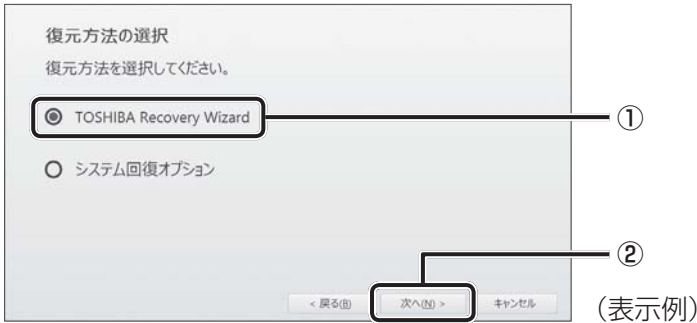 復元方法の選択
復元方法を選択してください。
TOSHIBA Recovery Wizard
①
システム回復オプション
②
< 戻る(B)
次へ(N) >
キャンセル
（表示例）